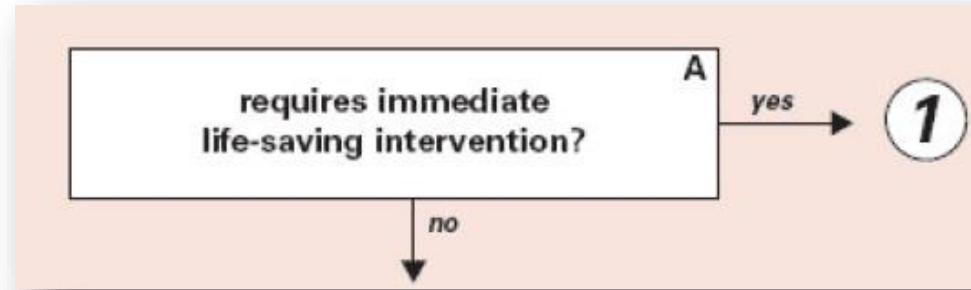 A
requires immediate
life-saving intervention?
yes
1
no